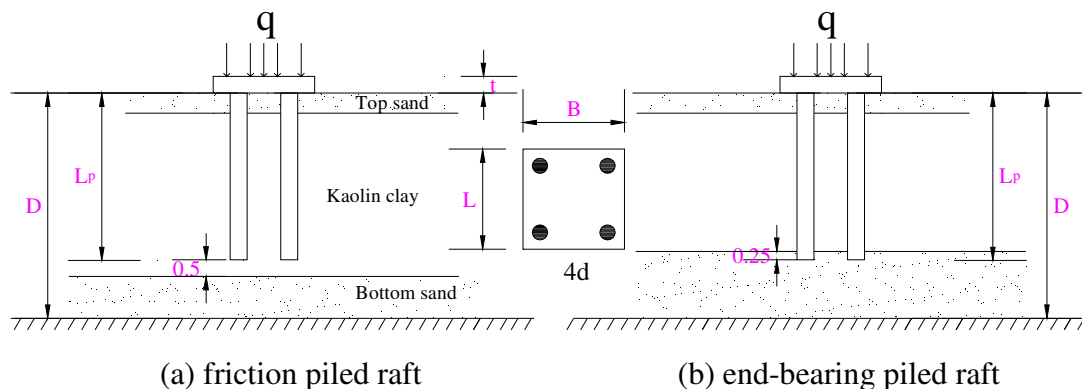 q
q
t
Top sand
B
Lp
D
Kaolin clay
L
Lp
D
0.5
0.25
4d
Bottom sand
(a) friction piled raft
(b) end-bearing piled raft